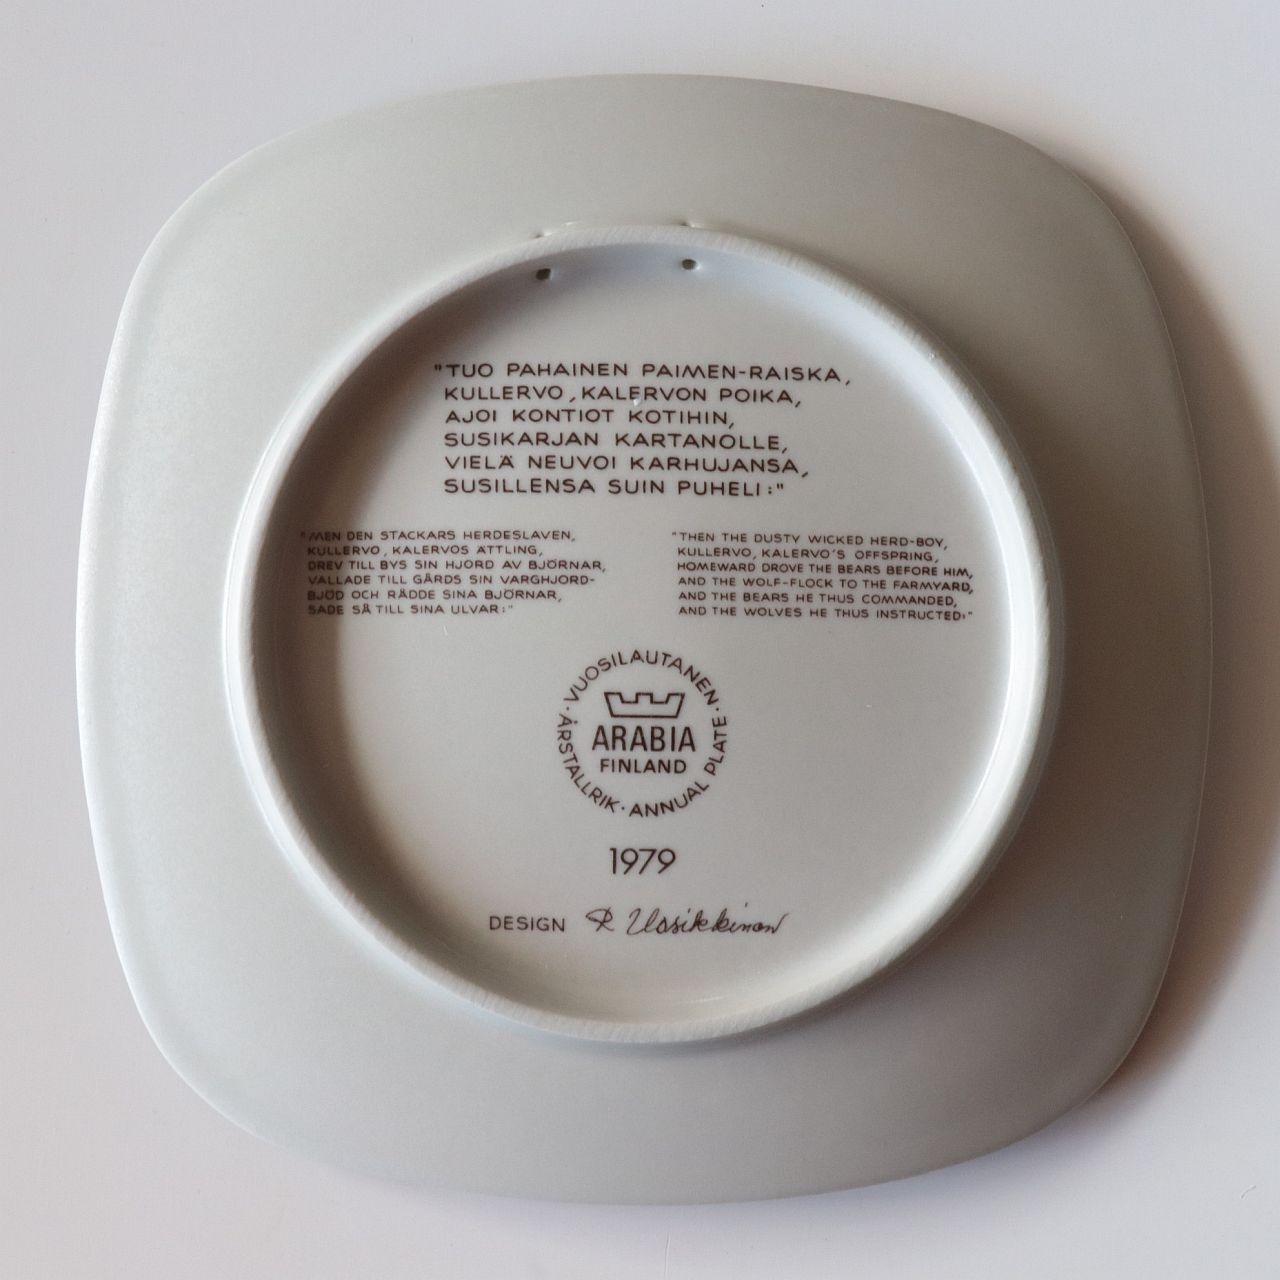 "TUO PAHAINEN PAIMEN-RAISKA,
KULLERVO, KALERVON POIKA,
AJOI KONTIOT KOTIHIN,
SUSIKARJAN KARTANOLLE,
VIELÄ NEUVOI KARHUJANSA,
SUSILLENSA SUIN PUHELI:"
"MEN DEN STACKARS HERDESLAVEN,
KULLERVO, KALERVOS ÄTTLING,
DREV TILL BYS SIN HJORD AV BJÖRNAR,
VALLADE TILL GÅRDS SIN VARGHJORD-
BJÖD OCH RÄDDE SINA BJÖRNAR,
SADE SÅ TILL SINA ULVAR:"
"THEN THE DUSTY WICKED HERD-BOY,
KULLERVO, KALERVO'S OFFSPRING,
HOMEWARD DROVE THE BEARS BEFORE HIM,
AND THE WOLF-FLOCK TO THE FARMYARD,
AND THE BEARS HE THUS COMMANDED,
AND THE WOLVES HE THUS INSTRUCTED:"
· VUOSILAUTANEN ·
ARABIA
FINLAND
ÅRSTALLRIK · ANNUAL PLATE
1979
DESIGN R Uosikkinen